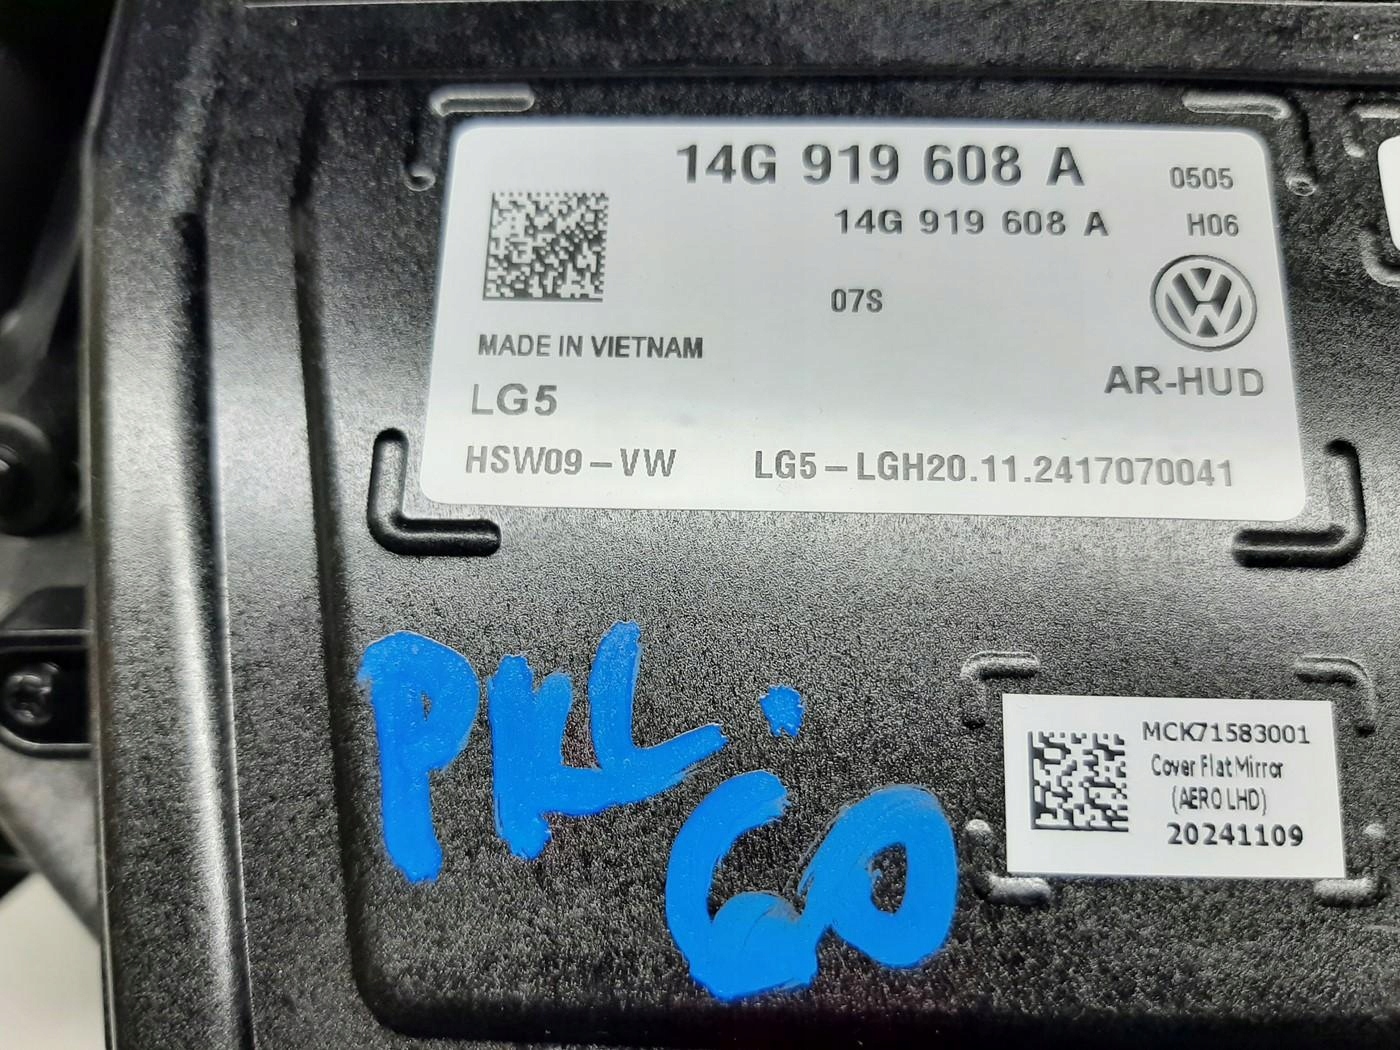 14G 919 608 A 0505
14G 919 608 A H06
07S
MADE IN VIETNAM
AR-HUD
LG5
HSW09-VW LG5-LGH20.11.2417070041
PKL.
60
MCK71583001
Cover Flat Mirror
(AERO LHD)
20241109